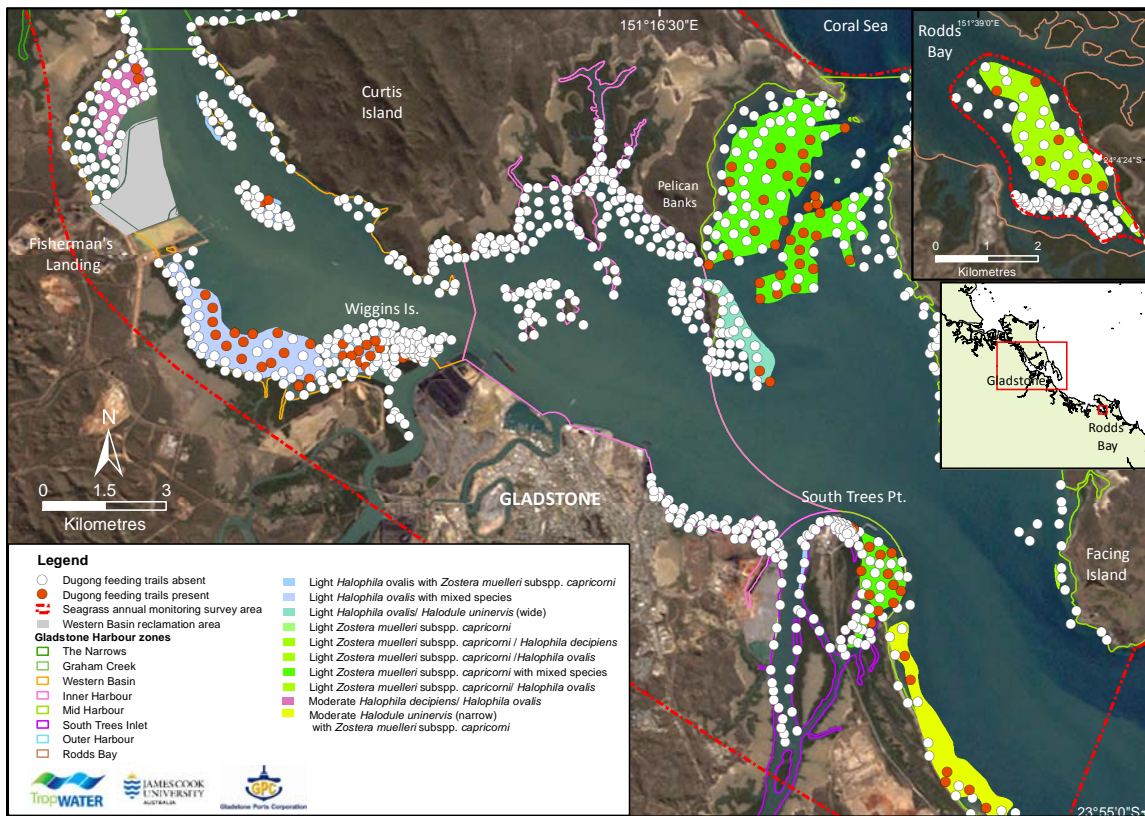 151°16'30"E
Coral Sea
Rodds
Bay
151°39'0"E
24°4'24"S
0 1 2
Kilometres
Curtis
Island
Pelican
Banks
Fisherman's
Landing
Wiggins Is.
Gladstone
Rodds
Bay
N
0 1.5 3
Kilometres
GLADSTONE
South Trees Pt.
Facing
Island
23°55'0"S
Legend
Dugong feeding trails absent
Dugong feeding trails present
Seagrass annual monitoring survey area
Western Basin reclamation area
Gladstone Harbour zones
The Narrows
Graham Creek
Western Basin
Inner Harbour
Mid Harbour
South Trees Inlet
Outer Harbour
Rodds Bay
Light Halophila ovalis with Zostera muelleri subspp. capricorni
Light Halophila ovalis with mixed species
Light Halophila ovalis/ Halodule uninervis (wide)
Light Zostera muelleri subspp. capricorni
Light Zostera muelleri subspp. capricorni / Halophila decipiens
Light Zostera muelleri subspp. capricorni /Halophila ovalis
Light Zostera muelleri subspp. capricorni with mixed species
Light Zostera muelleri subspp. capricorni/ Halophila ovalis
Moderate Halophila decipiens/ Halophila ovalis
Moderate Halodule uninervis (narrow)
with Zostera muelleri subspp. capricorni
TropWATER
JAMES COOK
UNIVERSITY
AUSTRALIA
GPC
Gladstone Ports Corporation